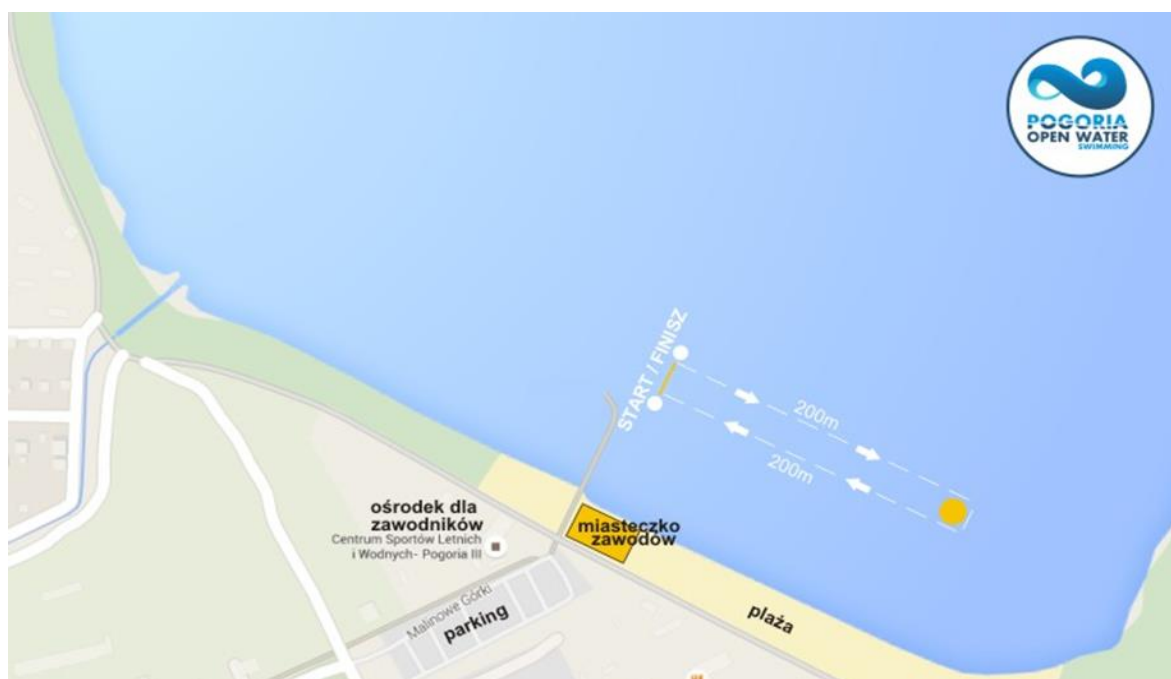 POGORIA
OPEN WATER
SWIMMING
START / FINISZ
200m
200m
ośrodek dla
zawodników
Centrum Sportów Letnich
i Wodnych- Pogoria III
miasteczko
zawodów
Malinowe Górki
parking
plaża